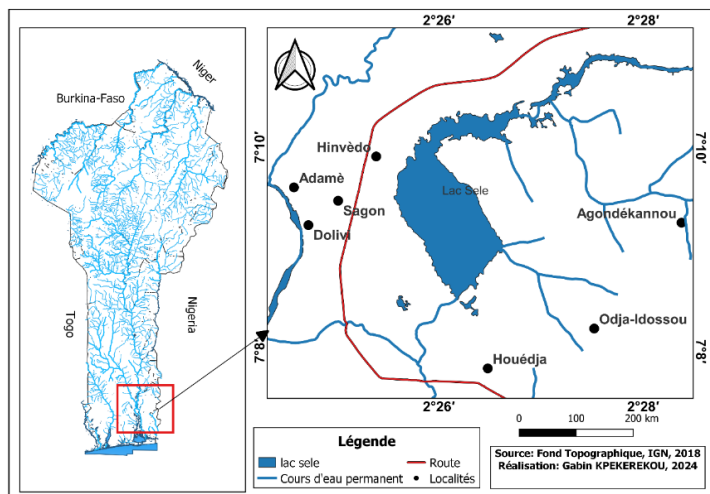 Burkina-Faso
Niger
Togo
Nigeria
2°26' 2°28'
7°10' 7°10'
Hinvèdo
Adamè
Lac Sele
Sagon
Agondékannou
Dolivi
Odja-Idossou
7°8' 7°8'
Houédja
2°26' 2°28'
0 100 200 km
Légende
lac sele Route
Cours d'eau permanent Localités
Source: Fond Topographique, IGN, 2018
Réalisation: Gabin KPEKEREKOU, 2024